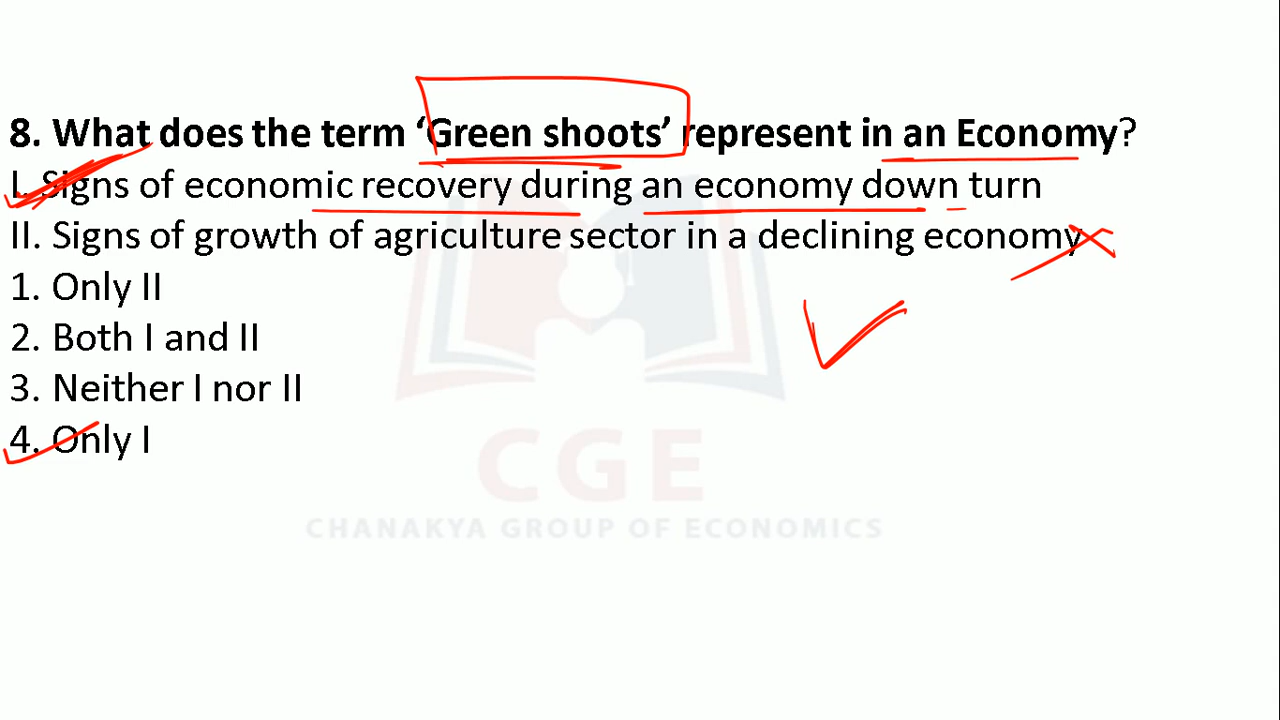 8. What does the term ‘Green shoots’ represent in an Economy?
I. Signs of economic recovery during an economy down turn
II. Signs of growth of agriculture sector in a declining economy
1. Only II
2. Both I and II
3. Neither I nor II
4. Only I
CGE
CHANAKYA GROUP OF ECONOMICS